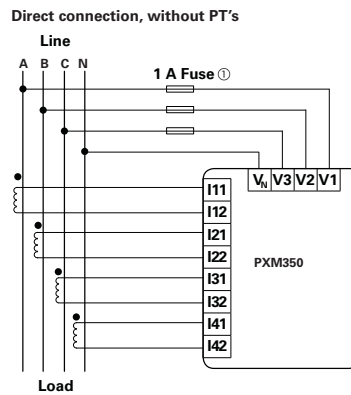 Direct connection, without PT's
Line
A B C N
1 A Fuse ①
V_N V3 V2 V1
I11
I12
I21
I22
PXM350
I31
I32
I41
I42
Load